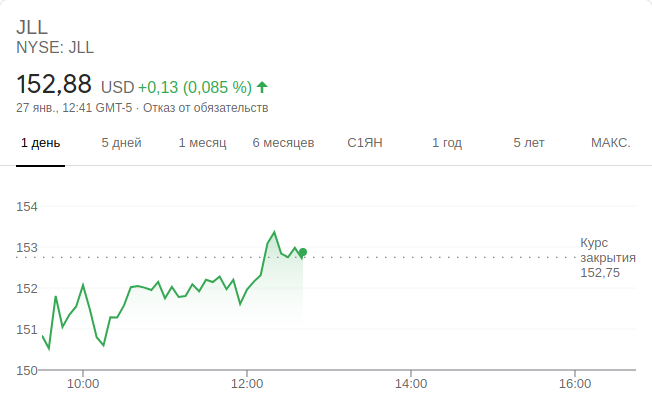 JLL
NYSE: JLL
152,88 USD +0,13 (0,085 %)
27 янв., 12:41 GMT-5 · Отказ от обязательств
1 день 5 дней 1 месяц 6 месяцев С1ЯН 1 год 5 лет МАКС.
154
153
152
151
150
Курс
закрытия
152,75
10:00 12:00 14:00 16:00